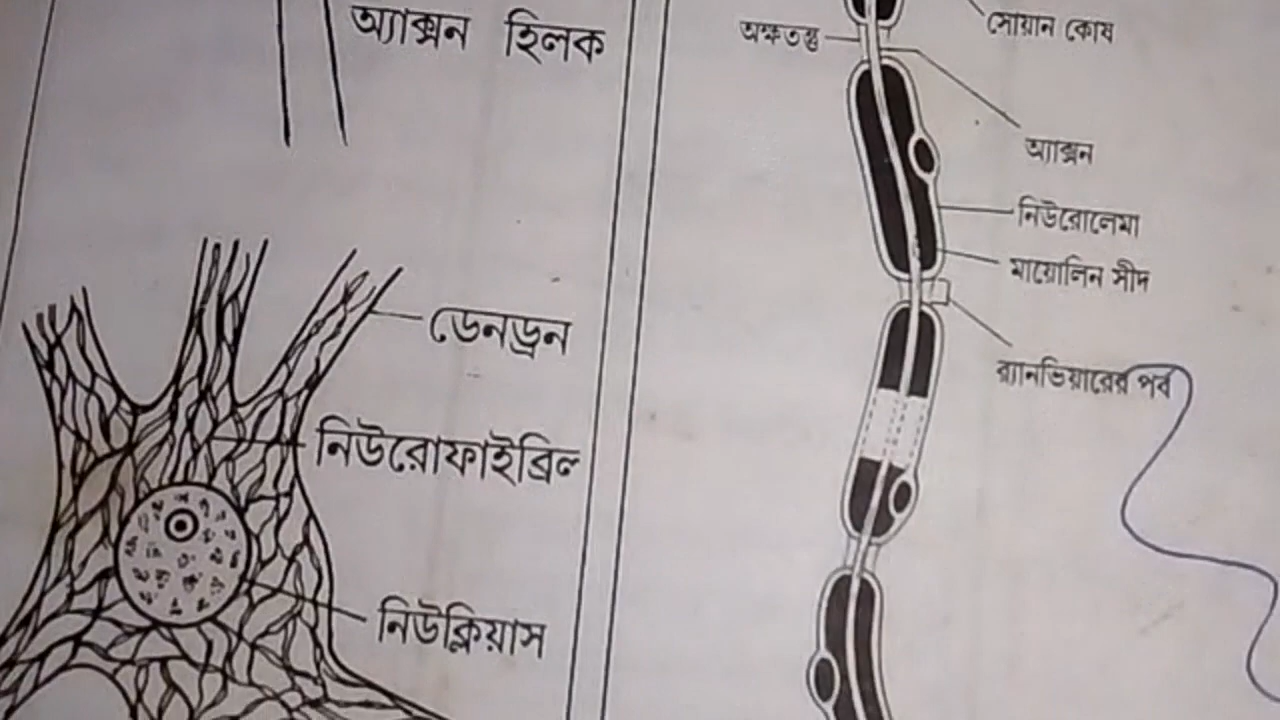 অ্যাক্সন হিলক
ডেনড্রন
নিউরোফাইব্রিল
নিউক্লিয়াস
সোয়ান কোষ
অক্ষতন্তু
অ্যাক্সন
নিউরোলেমা
মায়োলিন সীদ
র‍্যানভিয়ারের পর্ব